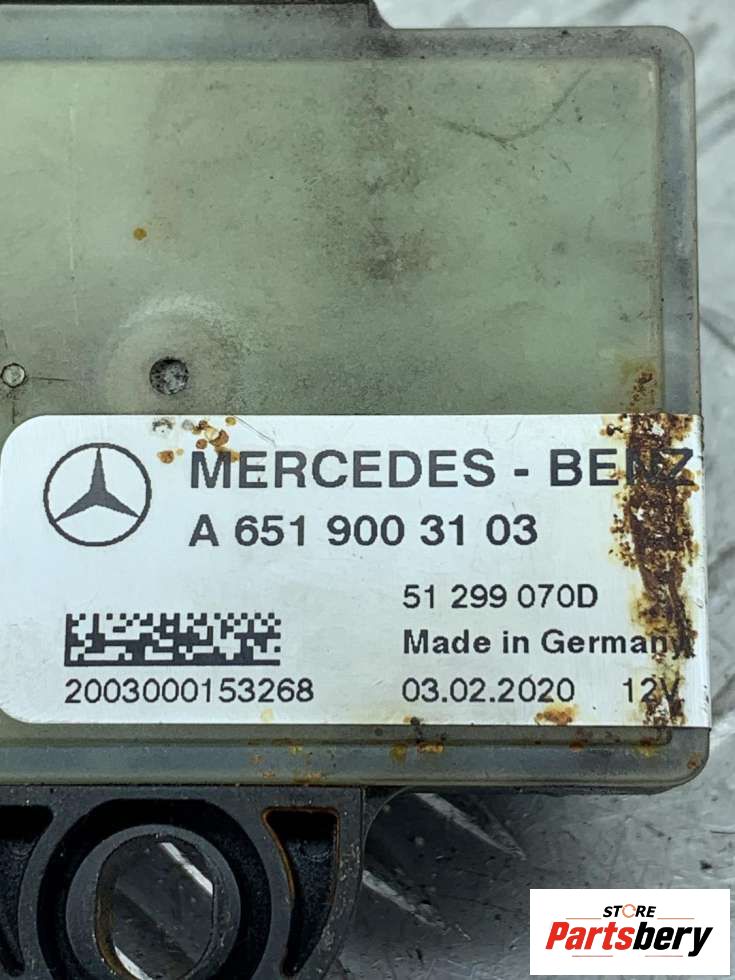 MERCEDES - BENZ
A 651 900 31 03
51 299 070D
Made in Germany
2003000153268
03.02.2020 12V
STORE
Partsbery